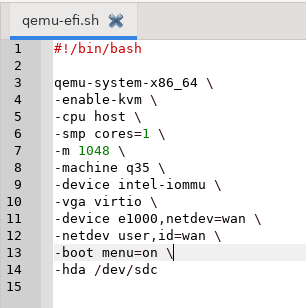 qemu-efi.sh
1 #!/bin/bash
2
3 qemu-system-x86_64 \
4 -enable-kvm \
5 -cpu host \
6 -smp cores=1 \
7 -m 1048 \
8 -machine q35 \
9 -device intel-iommu \
10 -vga virtio \
11 -device e1000,netdev=wan \
12 -netdev user,id=wan \
13 -boot menu=on \
14 -hda /dev/sdc
15